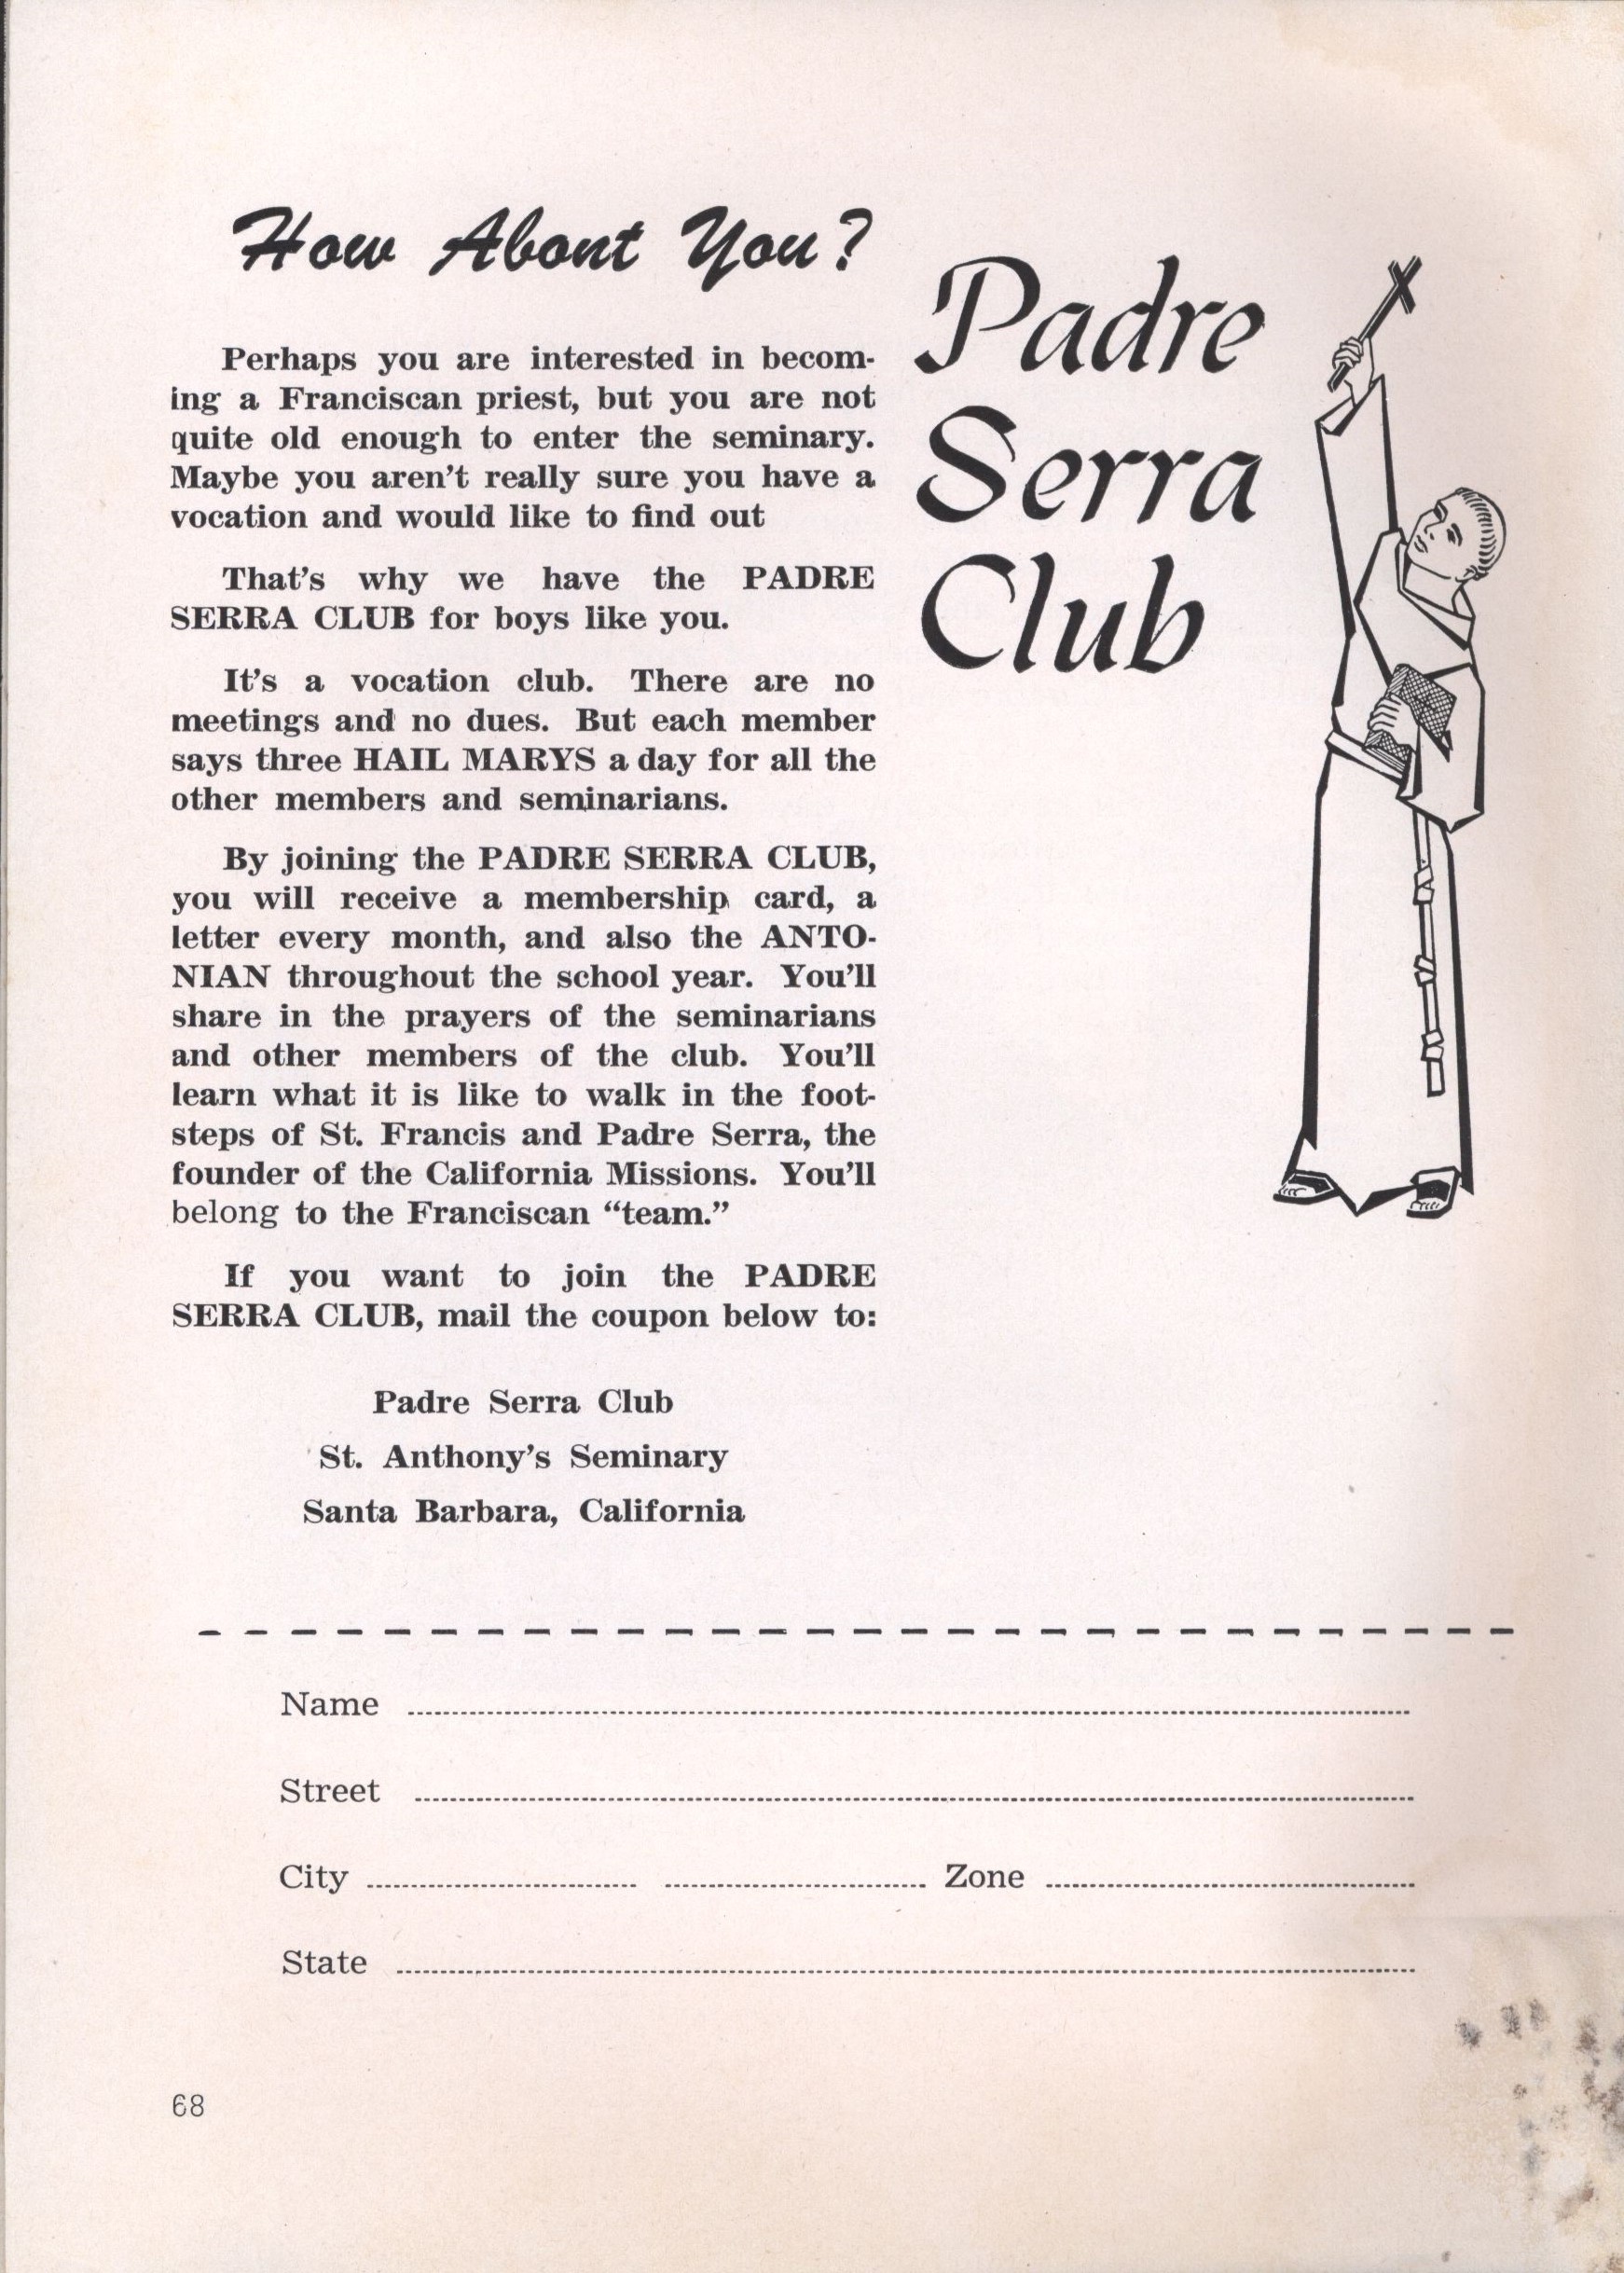 How About You?
Perhaps you are interested in becom-
ing a Franciscan priest, but you are not
quite old enough to enter the seminary.
Maybe you aren't really sure you have a
vocation and would like to find out
That's why we have the PADRE
SERRA CLUB for boys like you.
It's a vocation club. There are no
meetings and no dues. But each member
says three HAIL MARYS a day for all the
other members and seminarians.
By joining the PADRE SERRA CLUB,
you will receive a membership card, a
letter every month, and also the ANTO-
NIAN throughout the school year. You'll
share in the prayers of the seminarians
and other members of the club. You'll
learn what it is like to walk in the foot-
steps of St. Francis and Padre Serra, the
founder of the California Missions. You'll
belong to the Franciscan “team.”
If you want to join the PADRE
SERRA CLUB, mail the coupon below to:
Padre Serra Club
St. Anthony's Seminary
Santa Barbara, California
Padre
Serra
Club
Name
Street
City Zone
State
68